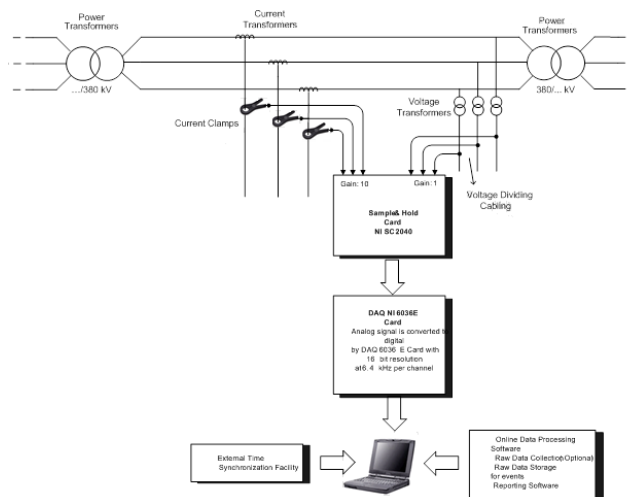 Power
Transformers
Current
Transformers
Power
Transformers
.../380 kV
380/... kV
Current Clamps
Voltage
Transformers
Gain: 10
Gain: 1
Voltage Dividing
Cabling
Sample& Hold
Card
NI SC 2040
DAQ NI 6036E
Card
Analog signal is converted to
digital
by DAQ 6036 E Card with
16 bit resolution
at 6. 4 kHz per channel
External Time
Synchronization Facility
Online Data Processing
Software
Raw Data Collection(Optional)
Raw Data Storage
for events
Reporting Software